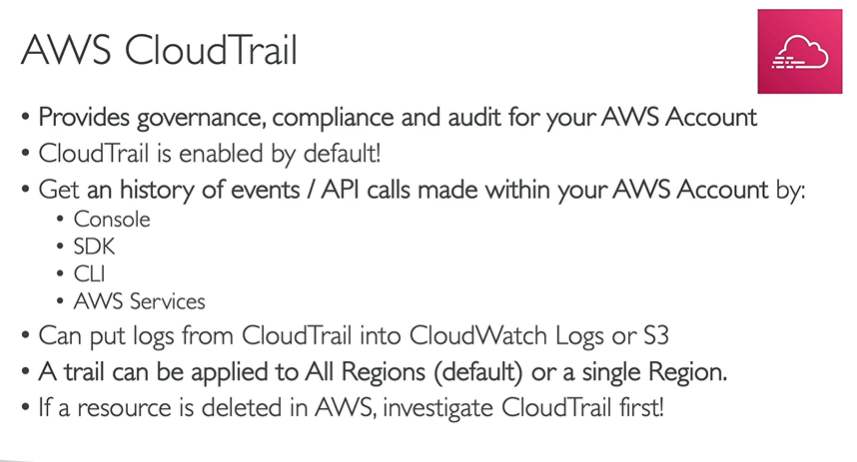 AWS CloudTrail
• Provides governance, compliance and audit for your AWS Account
• CloudTrail is enabled by default!
• Get an history of events / API calls made within your AWS Account by:
• Console
• SDK
• CLI
• AWS Services
• Can put logs from CloudTrail into CloudWatch Logs or S3
• A trail can be applied to All Regions (default) or a single Region.
• If a resource is deleted in AWS, investigate CloudTrail first!